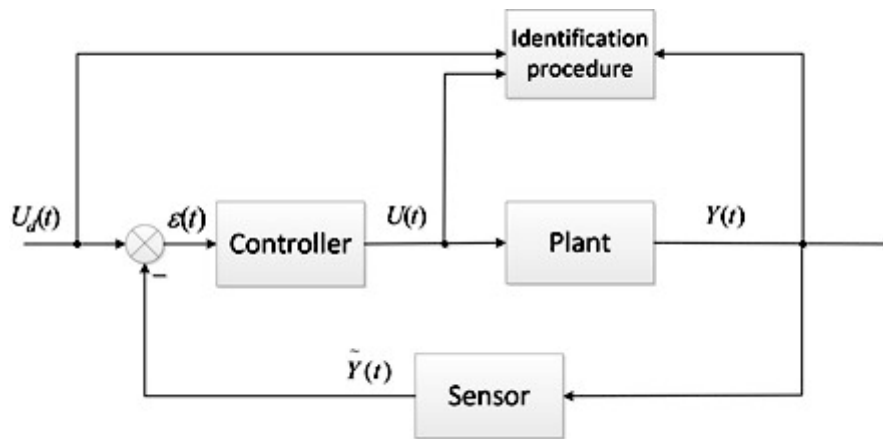 Identification
procedure
U_d(t)
ε(t)
Controller
U(t)
Plant
Y(t)
−
Ỹ(t)
Sensor